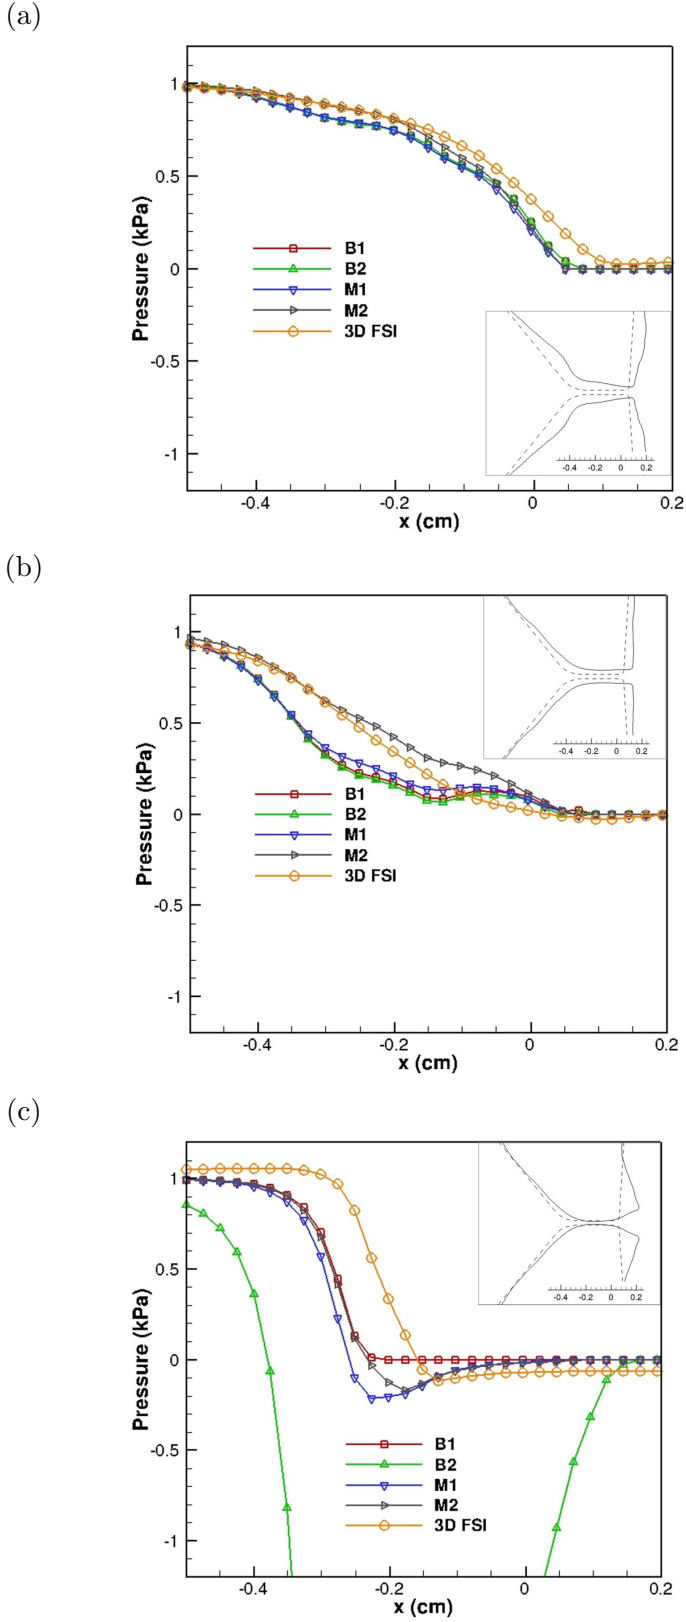 (a)
1
0.5
0
-0.5
-1
Pressure (kPa)
B1
B2
M1
M2
3D FSI
-0.4 -0.2 0 0.2
-0.4 -0.2 0 0.2
x (cm)
(b)
1
0.5
0
-0.5
-1
Pressure (kPa)
-0.4 -0.2 0 0.2
B1
B2
M1
M2
3D FSI
-0.4 -0.2 0 0.2
x (cm)
(c)
1
0.5
0
-0.5
-1
Pressure (kPa)
-0.4 -0.2 0 0.2
B1
B2
M1
M2
3D FSI
-0.4 -0.2 0 0.2
x (cm)